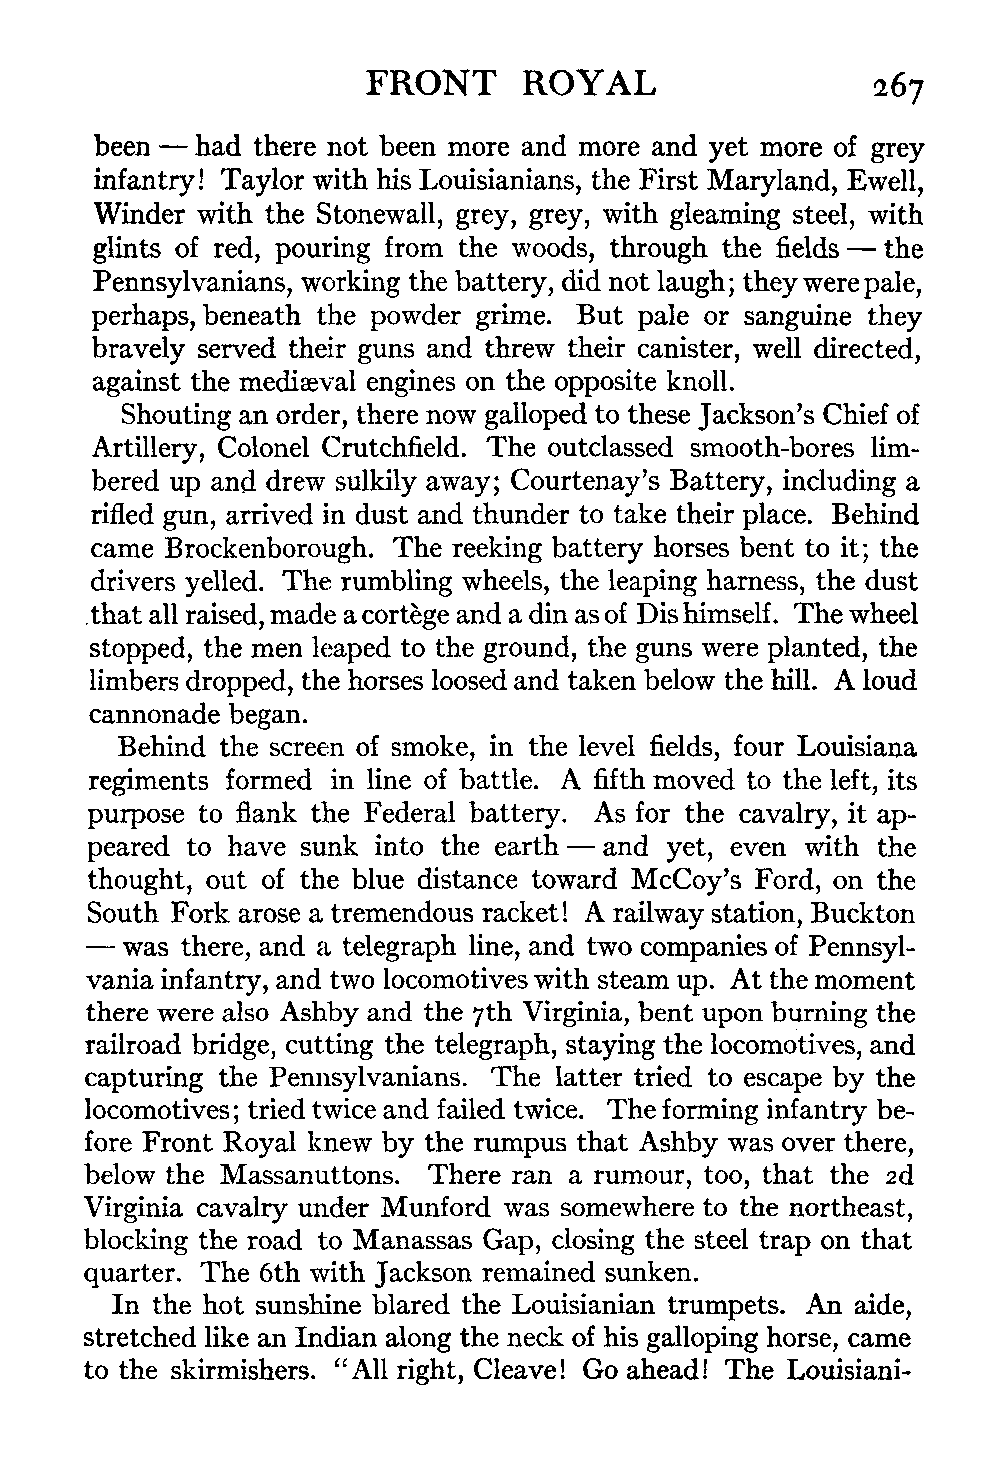 FRONT ROYAL 267
been — had there not been more and more and yet more of grey
infantry! Taylor with his Louisianians, the First Maryland, Ewell,
Winder with the Stonewall, grey, grey, with gleaming steel, with
glints of red, pouring from the woods, through the fields — the
Pennsylvanians, working the battery, did not laugh; they were pale,
perhaps, beneath the powder grime. But pale or sanguine they
bravely served their guns and threw their canister, well directed,
against the mediæval engines on the opposite knoll.
Shouting an order, there now galloped to these Jackson's Chief of
Artillery, Colonel Crutchfield. The outclassed smooth-bores lim-
bered up and drew sulkily away; Courtenay's Battery, including a
rifled gun, arrived in dust and thunder to take their place. Behind
came Brockenborough. The reeking battery horses bent to it; the
drivers yelled. The rumbling wheels, the leaping harness, the dust
that all raised, made a cortège and a din as of Dis himself. The wheel
stopped, the men leaped to the ground, the guns were planted, the
limbers dropped, the horses loosed and taken below the hill. A loud
cannonade began.
Behind the screen of smoke, in the level fields, four Louisiana
regiments formed in line of battle. A fifth moved to the left, its
purpose to flank the Federal battery. As for the cavalry, it ap-
peared to have sunk into the earth — and yet, even with the
thought, out of the blue distance toward McCoy's Ford, on the
South Fork arose a tremendous racket! A railway station, Buckton
— was there, and a telegraph line, and two companies of Pennsyl-
vania infantry, and two locomotives with steam up. At the moment
there were also Ashby and the 7th Virginia, bent upon burning the
railroad bridge, cutting the telegraph, staying the locomotives, and
capturing the Pennsylvanians. The latter tried to escape by the
locomotives; tried twice and failed twice. The forming infantry be-
fore Front Royal knew by the rumpus that Ashby was over there,
below the Massanuttons. There ran a rumour, too, that the 2d
Virginia cavalry under Munford was somewhere to the northeast,
blocking the road to Manassas Gap, closing the steel trap on that
quarter. The 6th with Jackson remained sunken.
In the hot sunshine blared the Louisianian trumpets. An aide,
stretched like an Indian along the neck of his galloping horse, came
to the skirmishers. "All right, Cleave! Go ahead! The Louisiani-